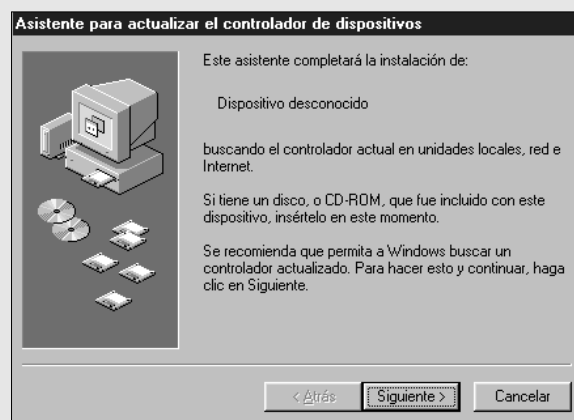 Asistente para actualizar el controlador de dispositivos
Este asistente completará la instalación de:
Dispositivo desconocido
buscando el controlador actual en unidades locales, red e
Internet.
Si tiene un disco, o CD-ROM, que fue incluido con este
dispositivo, insértelo en este momento.
Se recomienda que permita a Windows buscar un
controlador actualizado. Para hacer esto y continuar, haga
clic en Siguiente.
< Atrás
Siguiente >
Cancelar